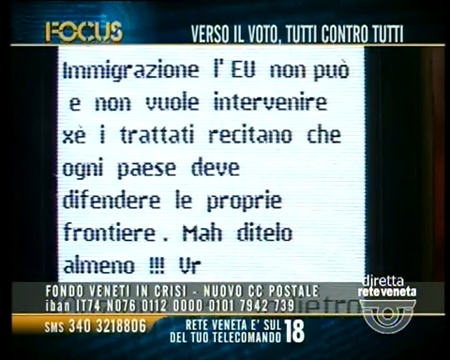 FOCUS
VERSO IL VOTO, TUTTI CONTRO TUTTI
Immigrazione l'EU non può
e non vuole intervenire
xè i trattati recitano che
ogni paese deve
difendere le proprie
frontiere. Mah ditelo
almeno !!! Vr
diretta
reteveneta
FONDO VENETI IN CRISI - NUOVO CC POSTALE
iban IT74 N076 0112 0000 0101 7942 739
SMS 340 3218806
RETE VENETA E' SUL
DEL TUO TELECOMANDO 18